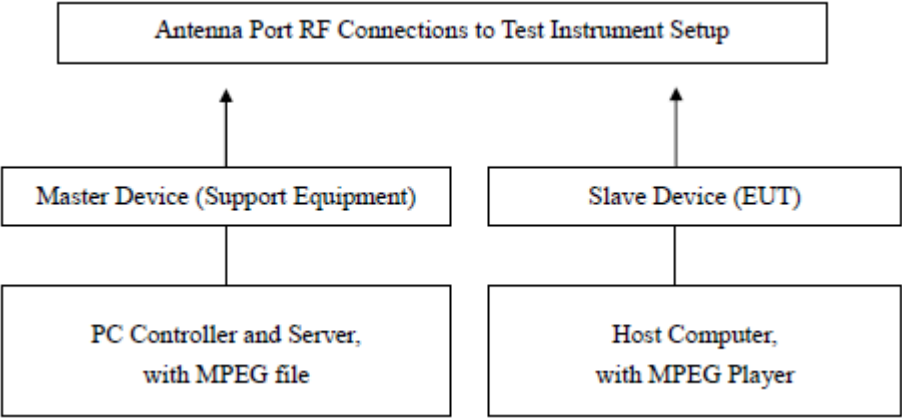 Antenna Port RF Connections to Test Instrument Setup
Master Device (Support Equipment)
Slave Device (EUT)
PC Controller and Server,
with MPEG file
Host Computer,
with MPEG Player